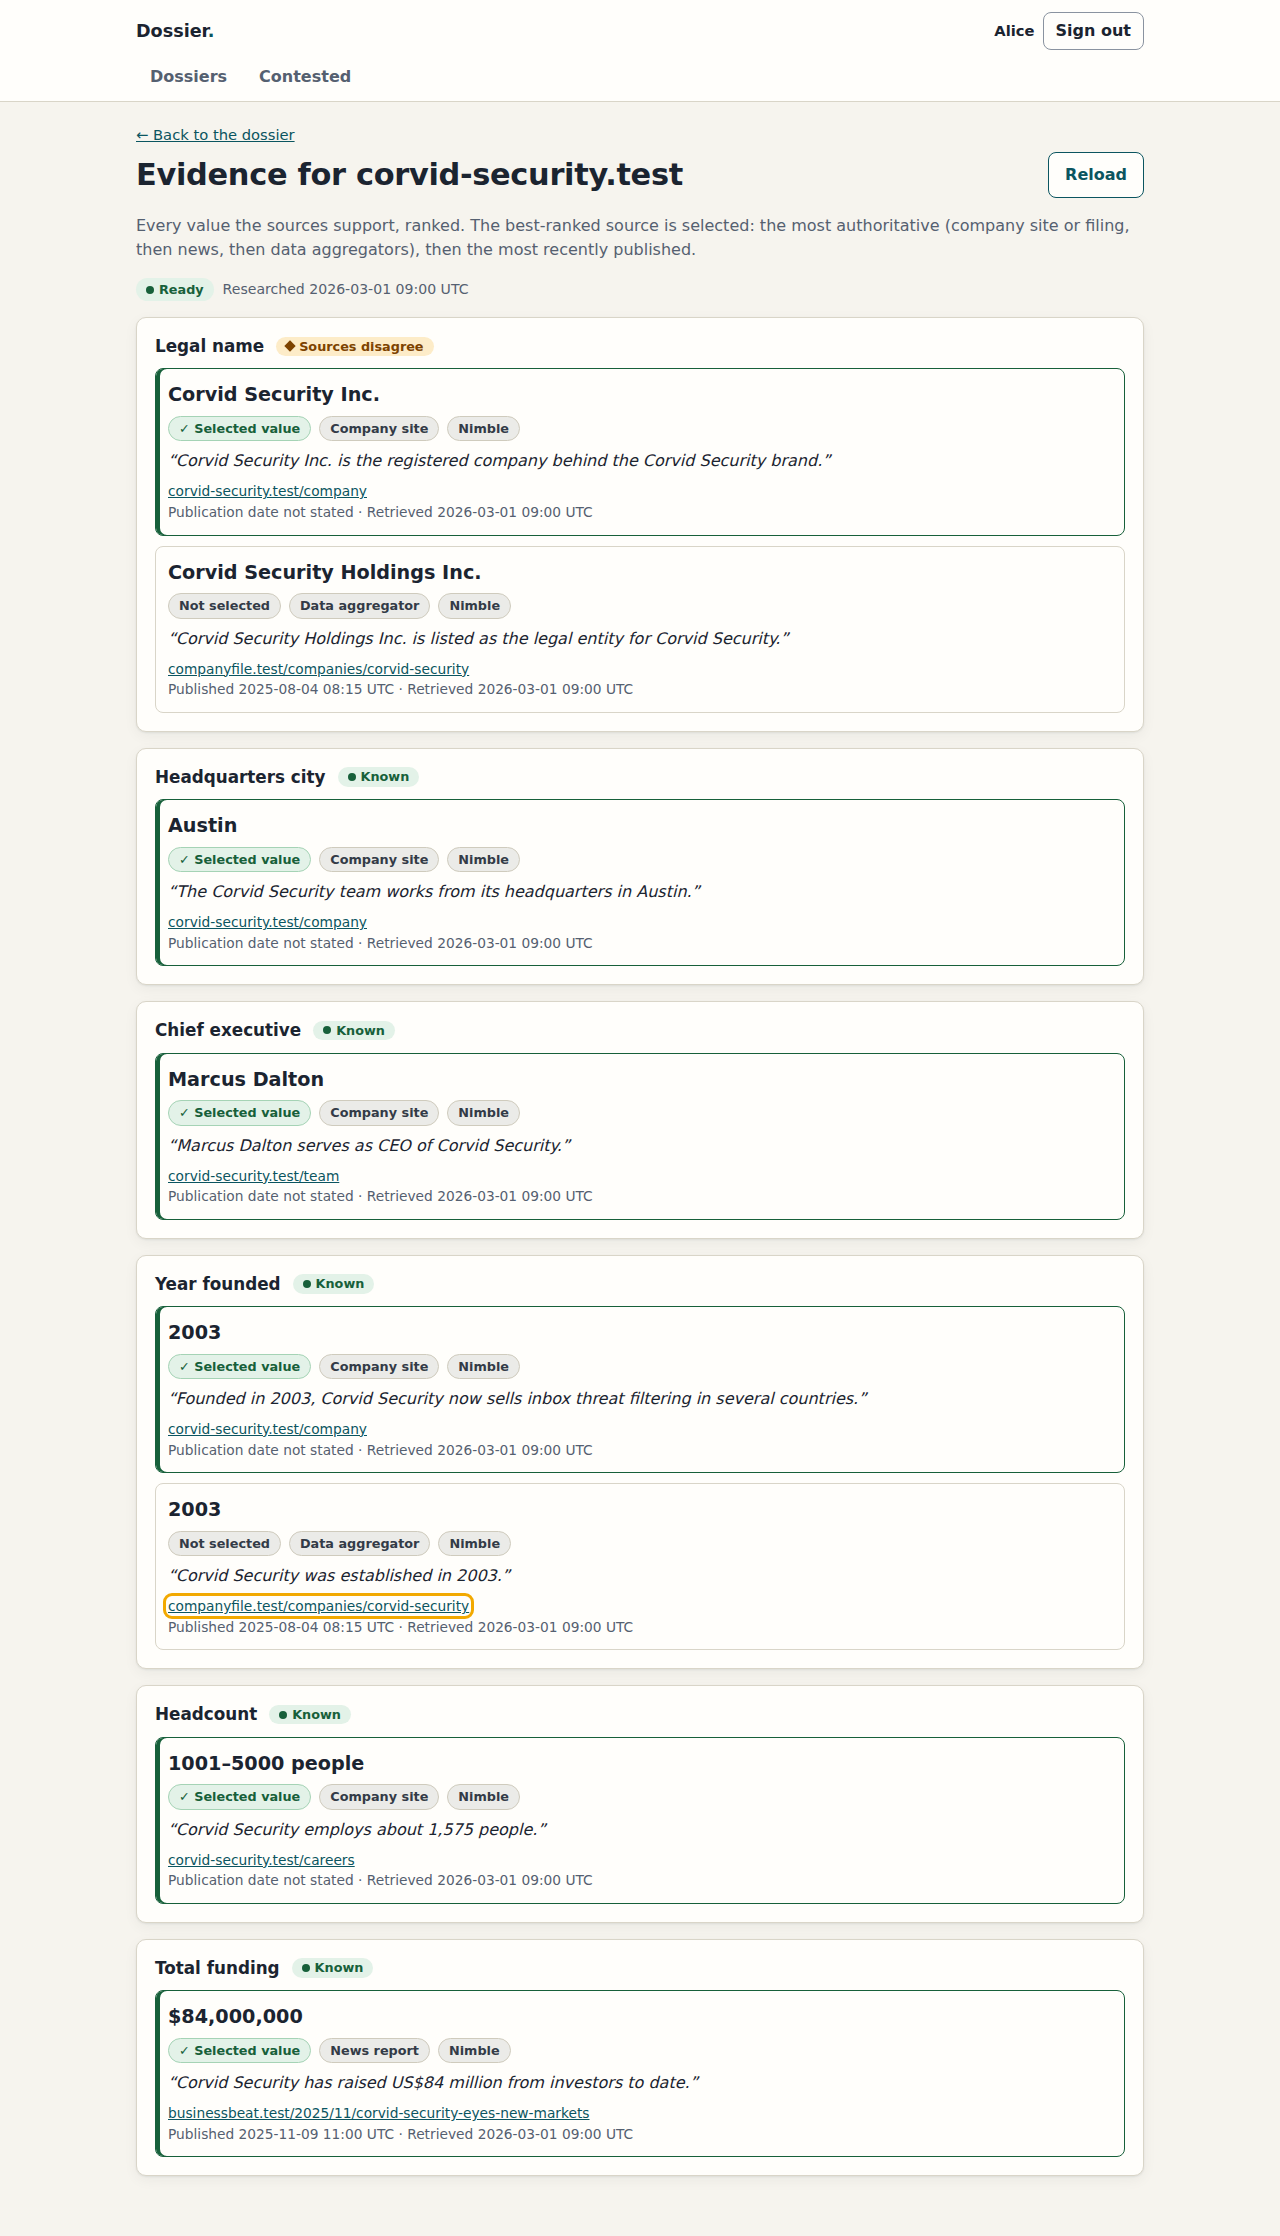 Dossier.
Alice
Sign out
Dossiers
Contested
← Back to the dossier
Evidence for corvid-security.test
Reload
Every value the sources support, ranked. The best-ranked source is selected: the most authoritative (company site or filing,
then news, then data aggregators), then the most recently published.
Ready
Researched 2026-03-01 09:00 UTC
Legal name
Sources disagree
Corvid Security Inc.
✓ Selected value
Company site
Nimble
“Corvid Security Inc. is the registered company behind the Corvid Security brand.”
corvid-security.test/company
Publication date not stated · Retrieved 2026-03-01 09:00 UTC
Corvid Security Holdings Inc.
Not selected
Data aggregator
Nimble
“Corvid Security Holdings Inc. is listed as the legal entity for Corvid Security.”
companyfile.test/companies/corvid-security
Published 2025-08-04 08:15 UTC · Retrieved 2026-03-01 09:00 UTC
Headquarters city
Known
Austin
✓ Selected value
Company site
Nimble
“The Corvid Security team works from its headquarters in Austin.”
corvid-security.test/company
Publication date not stated · Retrieved 2026-03-01 09:00 UTC
Chief executive
Known
Marcus Dalton
✓ Selected value
Company site
Nimble
“Marcus Dalton serves as CEO of Corvid Security.”
corvid-security.test/team
Publication date not stated · Retrieved 2026-03-01 09:00 UTC
Year founded
Known
2003
✓ Selected value
Company site
Nimble
“Founded in 2003, Corvid Security now sells inbox threat filtering in several countries.”
corvid-security.test/company
Publication date not stated · Retrieved 2026-03-01 09:00 UTC
2003
Not selected
Data aggregator
Nimble
“Corvid Security was established in 2003.”
companyfile.test/companies/corvid-security
Published 2025-08-04 08:15 UTC · Retrieved 2026-03-01 09:00 UTC
Headcount
Known
1001–5000 people
✓ Selected value
Company site
Nimble
“Corvid Security employs about 1,575 people.”
corvid-security.test/careers
Publication date not stated · Retrieved 2026-03-01 09:00 UTC
Total funding
Known
$84,000,000
✓ Selected value
News report
Nimble
“Corvid Security has raised US$84 million from investors to date.”
businessbeat.test/2025/11/corvid-security-eyes-new-markets
Published 2025-11-09 11:00 UTC · Retrieved 2026-03-01 09:00 UTC